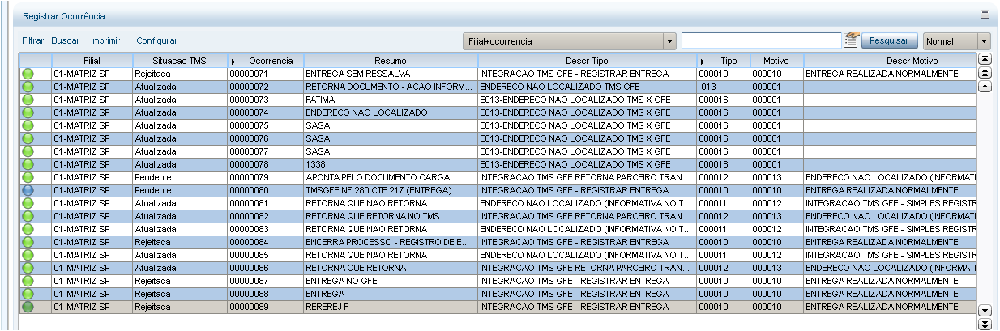 Registrar Ocorrência
Filtrar Buscar Imprimir Configurar Filial+ocorrencia Pesquisar Normal
Filial Situacao TMS Ocorrencia Resumo Descr Tipo Tipo Motivo Descr Motivo
01-MATRIZ SP Rejeitada 00000071 ENTREGA SEM RESSALVA INTEGRACAO TMS GFE - REGISTRAR ENTREGA 000010 000010 ENTREGA REALIZADA NORMALMENTE
01-MATRIZ SP Atualizada 00000072 RETORNA DOCUMENTO - ACAO INFORM... ENDERECO NAO LOCALIZADO TMS GFE 013 000001
01-MATRIZ SP Atualizada 00000073 FATIMA E013-ENDERECO NAO LOCALIZADO TMS X GFE 000016 000001
01-MATRIZ SP Atualizada 00000074 ENDERECO NAO LOCALIZADO E013-ENDERECO NAO LOCALIZADO TMS X GFE 000016 000001
01-MATRIZ SP Atualizada 00000075 SASA E013-ENDERECO NAO LOCALIZADO TMS X GFE 000016 000001
01-MATRIZ SP Atualizada 00000076 SASA E013-ENDERECO NAO LOCALIZADO TMS X GFE 000016 000001
01-MATRIZ SP Atualizada 00000077 SASA E013-ENDERECO NAO LOCALIZADO TMS X GFE 000016 000001
01-MATRIZ SP Atualizada 00000078 1338 E013-ENDERECO NAO LOCALIZADO TMS X GFE 000016 000001
01-MATRIZ SP Pendente 00000079 APONTA PELO DOCUMENTO CARGA INTEGRACAO TMS GFE RETORNA PARCEIRO TRAN... 000012 000013 ENDERECO NAO LOCALIZADO (INFORMATI
01-MATRIZ SP Pendente 00000080 TMSGFE NF 280 CTE 217 (ENTREGA) INTEGRACAO TMS GFE - REGISTRAR ENTREGA 000010 000010 ENTREGA REALIZADA NORMALMENTE
01-MATRIZ SP Atualizada 00000081 RETORNA QUE NAO RETORNA ENDERECO NAO LOCALIZADO (INFORMATIVA NO T... 000011 000012 INTEGRACAO TMS GFE - SIMPLES REGISTR
01-MATRIZ SP Atualizada 00000082 RETORNA QUE RETORNA NO TMS INTEGRACAO TMS GFE RETORNA PARCEIRO TRAN... 000012 000013 ENDERECO NAO LOCALIZADO (INFORMATI
01-MATRIZ SP Atualizada 00000083 RETORNA QUE NAO RETORNA ENDERECO NAO LOCALIZADO (INFORMATIVA NO T... 000011 000012 INTEGRACAO TMS GFE - SIMPLES REGISTR
01-MATRIZ SP Rejeitada 00000084 ENCERRA PROCESSO - REGISTRO DE E... INTEGRACAO TMS GFE - REGISTRAR ENTREGA 000010 000010 ENTREGA REALIZADA NORMALMENTE
01-MATRIZ SP Atualizada 00000085 RETORNA QUE NAO RETORNA ENDERECO NAO LOCALIZADO (INFORMATIVA NO T... 000011 000012 INTEGRACAO TMS GFE - SIMPLES REGISTR
01-MATRIZ SP Atualizada 00000086 RETORNA QUE RETORNA INTEGRACAO TMS GFE RETORNA PARCEIRO TRAN... 000012 000013 ENDERECO NAO LOCALIZADO (INFORMATI
01-MATRIZ SP Rejeitada 00000087 ENTREGA NO GFE INTEGRACAO TMS GFE - REGISTRAR ENTREGA 000010 000010 ENTREGA REALIZADA NORMALMENTE
01-MATRIZ SP Rejeitada 00000088 ENTREGA INTEGRACAO TMS GFE - REGISTRAR ENTREGA 000010 000010 ENTREGA REALIZADA NORMALMENTE
01-MATRIZ SP Rejeitada 00000089 REREREJ F INTEGRACAO TMS GFE - REGISTRAR ENTREGA 000010 000010 ENTREGA REALIZADA NORMALMENTE